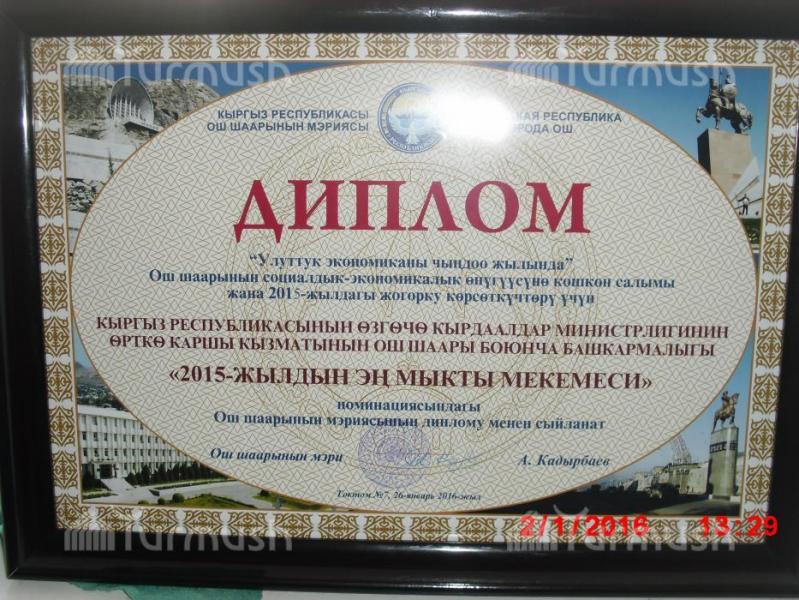 Turmush Turmush
КЫРГЫЗ РЕСПУБЛИКАСЫ
ОШ ШААРЫНЫН МЭРИЯСЫ
РЕСПУБЛИКА
ОШ
ДИПЛОМ
“Улуттук экономиканы чыңдоо жылында”
Ош шаарынын социалдык-экономикалык өнүгүүсүнө кошкон салымы
жана 2015-жылдагы жогорку көрсөткүчтөрү үчүн
КЫРГЫЗ РЕСПУБЛИКАСЫНЫН ӨЗГӨЧӨ КЫРДААЛДАР МИНИСТРЛИГИНИН
ӨРТКӨ КАРШЫ КЫЗМАТЫНЫН ОШ ШААРЫ БОЮНЧА БАШКАРМАЛЫГЫ
«2015-ЖЫЛДЫН ЭҢ МЫКТЫ МЕКЕМЕСИ»
номинациясындагы
Ош шаарынын мэриясынын диплому менен сыйланат
Ош шаарынын мэри А. Кадырбаев
Токтом №7, 26-январь 2016-жыл
2/1/2016 13:29
Turmush Turmush